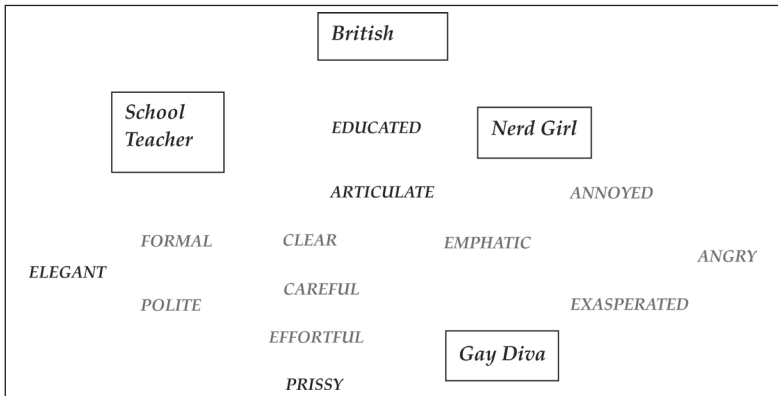 British
School
Teacher
EDUCATED
Nerd Girl
ARTICULATE
ANNOYED
FORMAL
CLEAR
EMPHATIC
ANGRY
ELEGANT
CAREFUL
POLITE
EXASPERATED
EFFORTFUL
Gay Diva
PRISSY